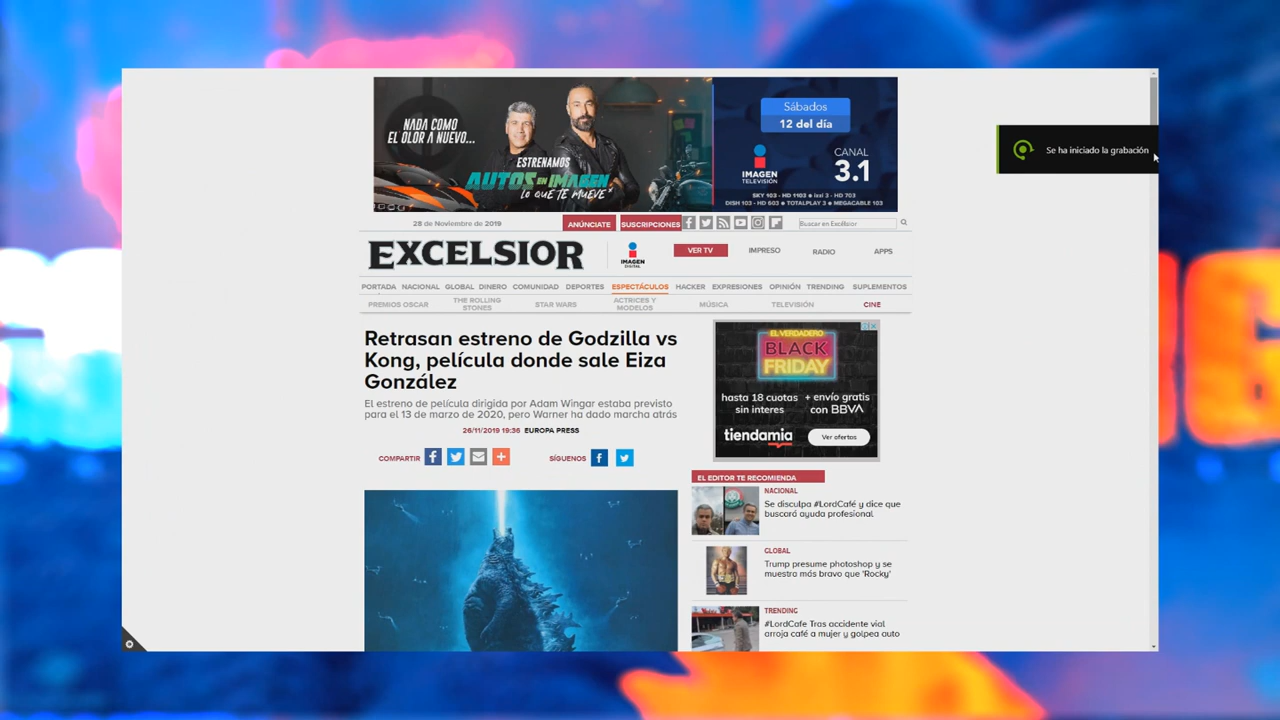 NADA COMO
EL OLOR A NUEVO...
ESTRENAMOS
AUTOS EN IMAGEN
LO QUE TE MUEVE*
Sábados
12 del día
IMAGEN
TELEVISIÓN
CANAL
3.1
SKY 103 - HD 1103 • izzi 3 - HD 703
DISH 103 - HD 603 • TOTALPLAY 3 • MEGACABLE 103
Se ha iniciado la grabación
28 de Noviembre de 2019
ANÚNCIATE
SUSCRIPCIONES
Buscar en Excélsior
EXCELSIOR
IMAGEN
DIGITAL
VER TV
IMPRESO
RADIO
APPS
PORTADA NACIONAL GLOBAL DINERO COMUNIDAD DEPORTES ESPECTÁCULOS HACKER EXPRESIONES OPINIÓN TRENDING SUPLEMENTOS
PREMIOS OSCAR
THE ROLLING
STONES
STAR WARS
ACTRICES Y
MODELOS
MÚSICA
TELEVISIÓN
CINE
Retrasan estreno de Godzilla vs
Kong, película donde sale Eiza
González
El estreno de película dirigida por Adam Wingar estaba previsto
para el 13 de marzo de 2020, pero Warner ha dado marcha atrás
26/11/2019 19:36 EUROPA PRESS
COMPARTIR
SÍGUENOS
EL VERDADERO
BLACK
FRIDAY
hasta 18 cuotas
sin interes
+ envío gratis
con BBVA
tiendamia
Ver ofertas
EL EDITOR TE RECOMIENDA
NACIONAL
Se disculpa #LordCafé y dice que
buscará ayuda profesional
GLOBAL
Trump presume photoshop y se
muestra más bravo que 'Rocky'
TRENDING
#LordCafe Tras accidente vial
arroja café a mujer y golpea auto